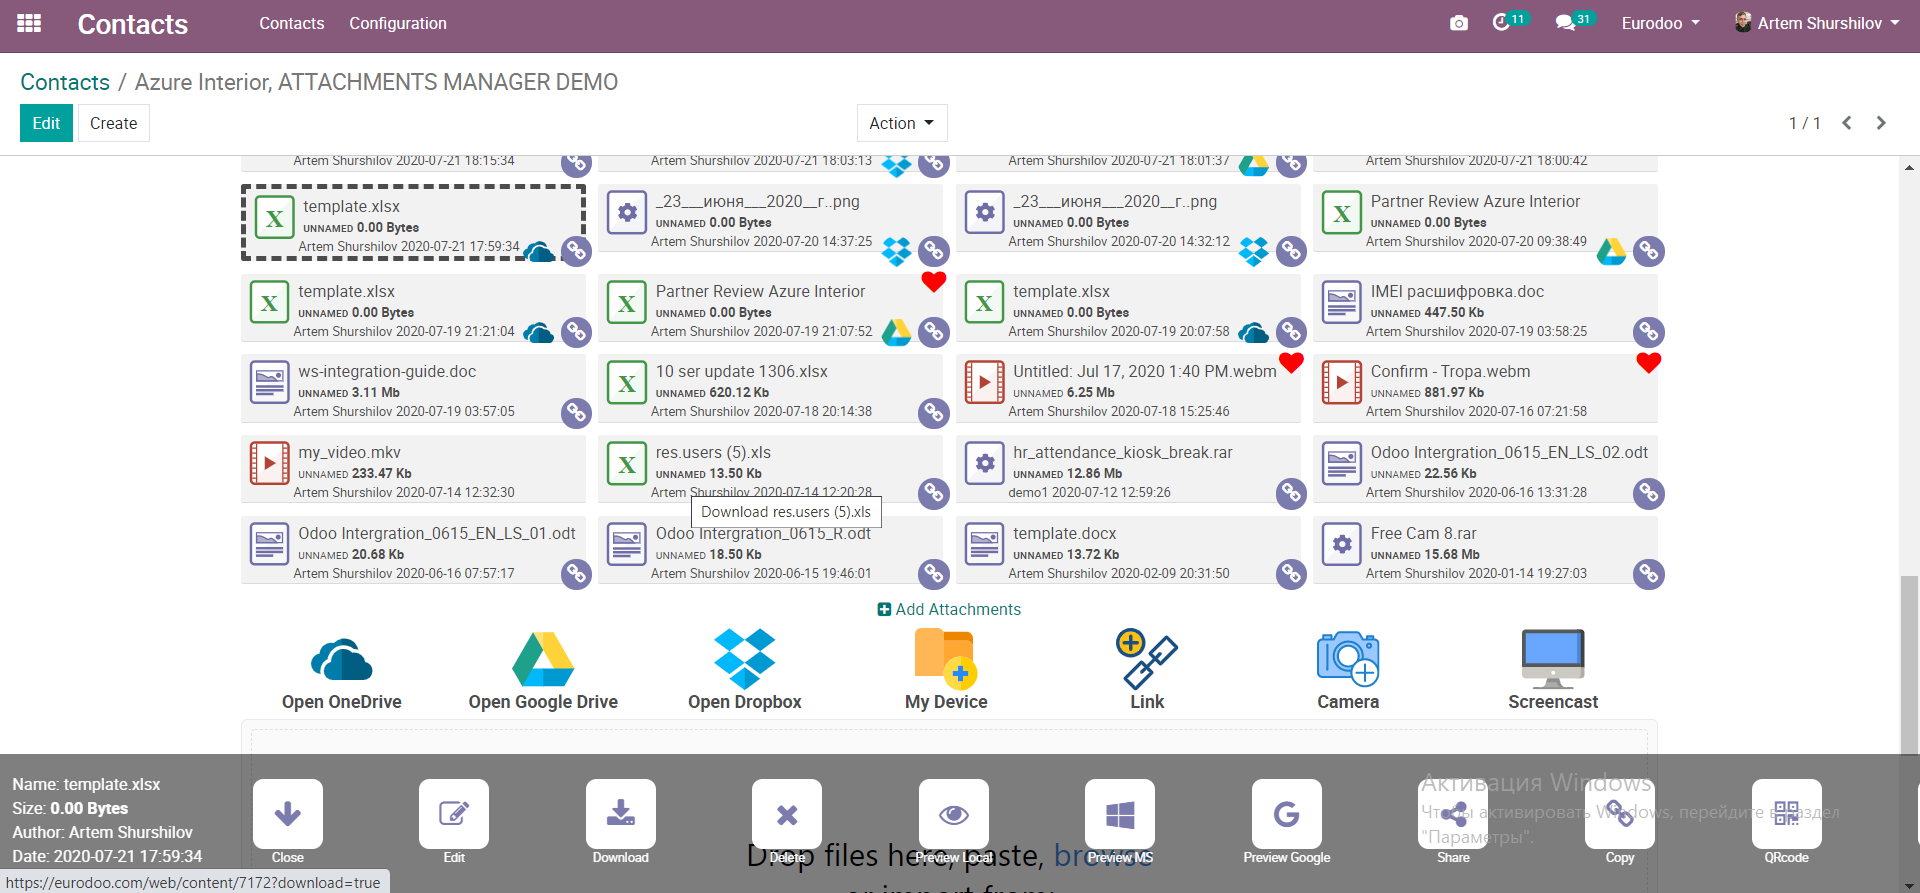 Contacts
Contacts
Configuration
11
31
Eurodoo
Artem Shurshilov
Contacts / Azure Interior, ATTACHMENTS MANAGER DEMO
Edit
Create
Action
1 / 1
Artem Shurshilov 2020-07-21 18:15:34
Artem Shurshilov 2020-07-21 18:03:13
Artem Shurshilov 2020-07-21 18:01:37
Artem Shurshilov 2020-07-21 18:00:42
template.xlsx
UNNAMED 0.00 Bytes
Artem Shurshilov 2020-07-21 17:59:34
_23___июня___2020__г..png
UNNAMED 0.00 Bytes
Artem Shurshilov 2020-07-20 14:37:25
_23___июня___2020__г..png
UNNAMED 0.00 Bytes
Artem Shurshilov 2020-07-20 14:32:12
Partner Review Azure Interior
UNNAMED 0.00 Bytes
Artem Shurshilov 2020-07-20 09:38:49
template.xlsx
UNNAMED 0.00 Bytes
Artem Shurshilov 2020-07-19 21:21:04
Partner Review Azure Interior
UNNAMED 0.00 Bytes
Artem Shurshilov 2020-07-19 21:07:52
template.xlsx
UNNAMED 0.00 Bytes
Artem Shurshilov 2020-07-19 20:07:58
IMEI расшифровка.doc
UNNAMED 447.50 Kb
Artem Shurshilov 2020-07-19 03:58:25
ws-integration-guide.doc
UNNAMED 3.11 Mb
Artem Shurshilov 2020-07-19 03:57:05
10 ser update 1306.xlsx
UNNAMED 620.12 Kb
Artem Shurshilov 2020-07-18 20:14:38
Untitled: Jul 17, 2020 1:40 PM.webm
UNNAMED 6.25 Mb
Artem Shurshilov 2020-07-18 15:25:46
Confirm - Tropa.webm
UNNAMED 881.97 Kb
Artem Shurshilov 2020-07-16 07:21:58
my_video.mkv
UNNAMED 233.47 Kb
Artem Shurshilov 2020-07-14 12:32:30
res.users (5).xls
UNNAMED 13.50 Kb
Artem Shurshilov 2020-07-14 12:20:28
Download res.users (5).xls
hr_attendance_kiosk_break.rar
UNNAMED 12.86 Mb
demo1 2020-07-12 12:59:26
Odoo Intergration_0615_EN_LS_02.odt
UNNAMED 22.56 Kb
Artem Shurshilov 2020-06-16 13:31:28
Odoo Intergration_0615_EN_LS_01.odt
UNNAMED 20.68 Kb
Artem Shurshilov 2020-06-16 07:57:17
Odoo Intergration_0615_R.odt
UNNAMED 18.50 Kb
Artem Shurshilov 2020-06-15 19:46:01
template.docx
UNNAMED 13.72 Kb
Artem Shurshilov 2020-02-09 20:31:50
Free Cam 8.rar
UNNAMED 15.68 Mb
Artem Shurshilov 2020-01-14 19:27:03
Add Attachments
Open OneDrive
Open Google Drive
Open Dropbox
My Device
Link
Camera
Screencast
Name: template.xlsx
Size: 0.00 Bytes
Author: Artem Shurshilov
Date: 2020-07-21 17:59:34
Close
Edit
Download
Delete
Preview Local
Preview MS
Preview Google
Share
Copy
QRcode
Drop files here, paste, browse
or import from:
Активация Windows
Чтобы активировать Windows, перейдите в раздел
"Параметры".
https://eurodoo.com/web/content/7172?download=true